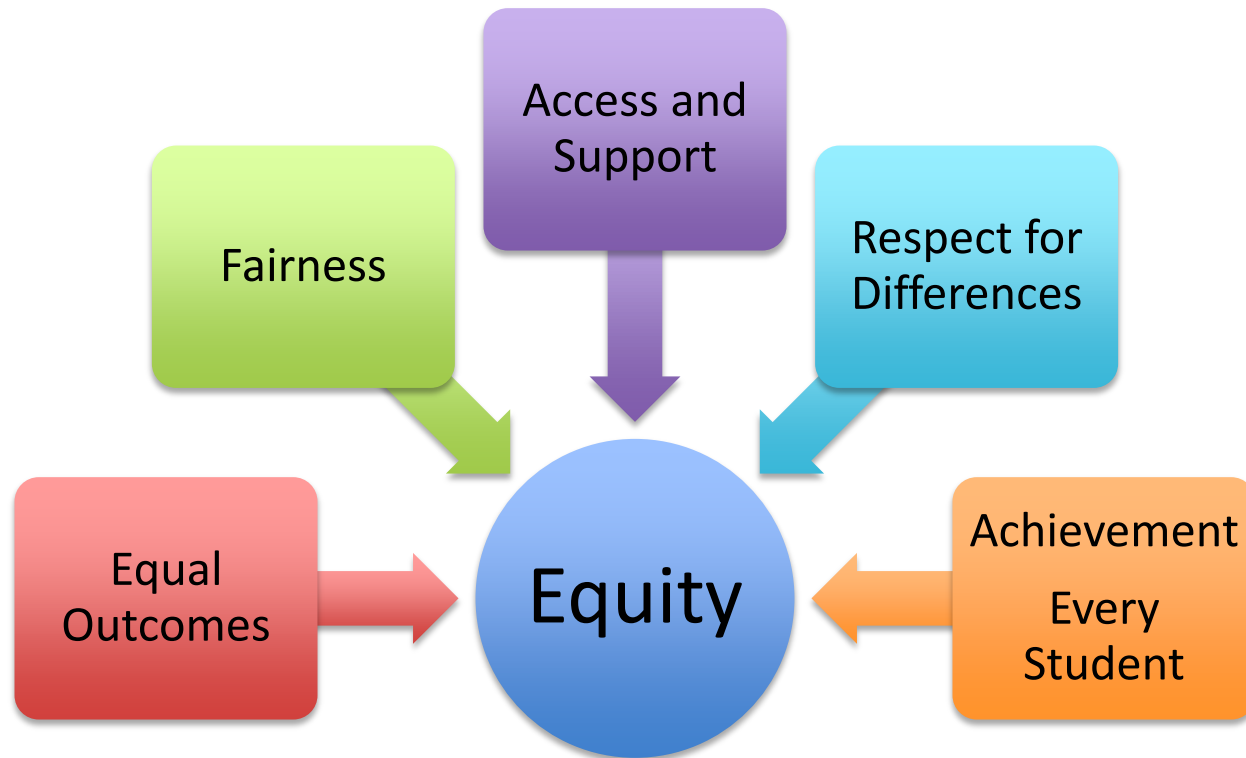 Equal
Outcomes
Fairness
Access and
Support
Respect for
Differences
Achievement
Every
Student
Equity